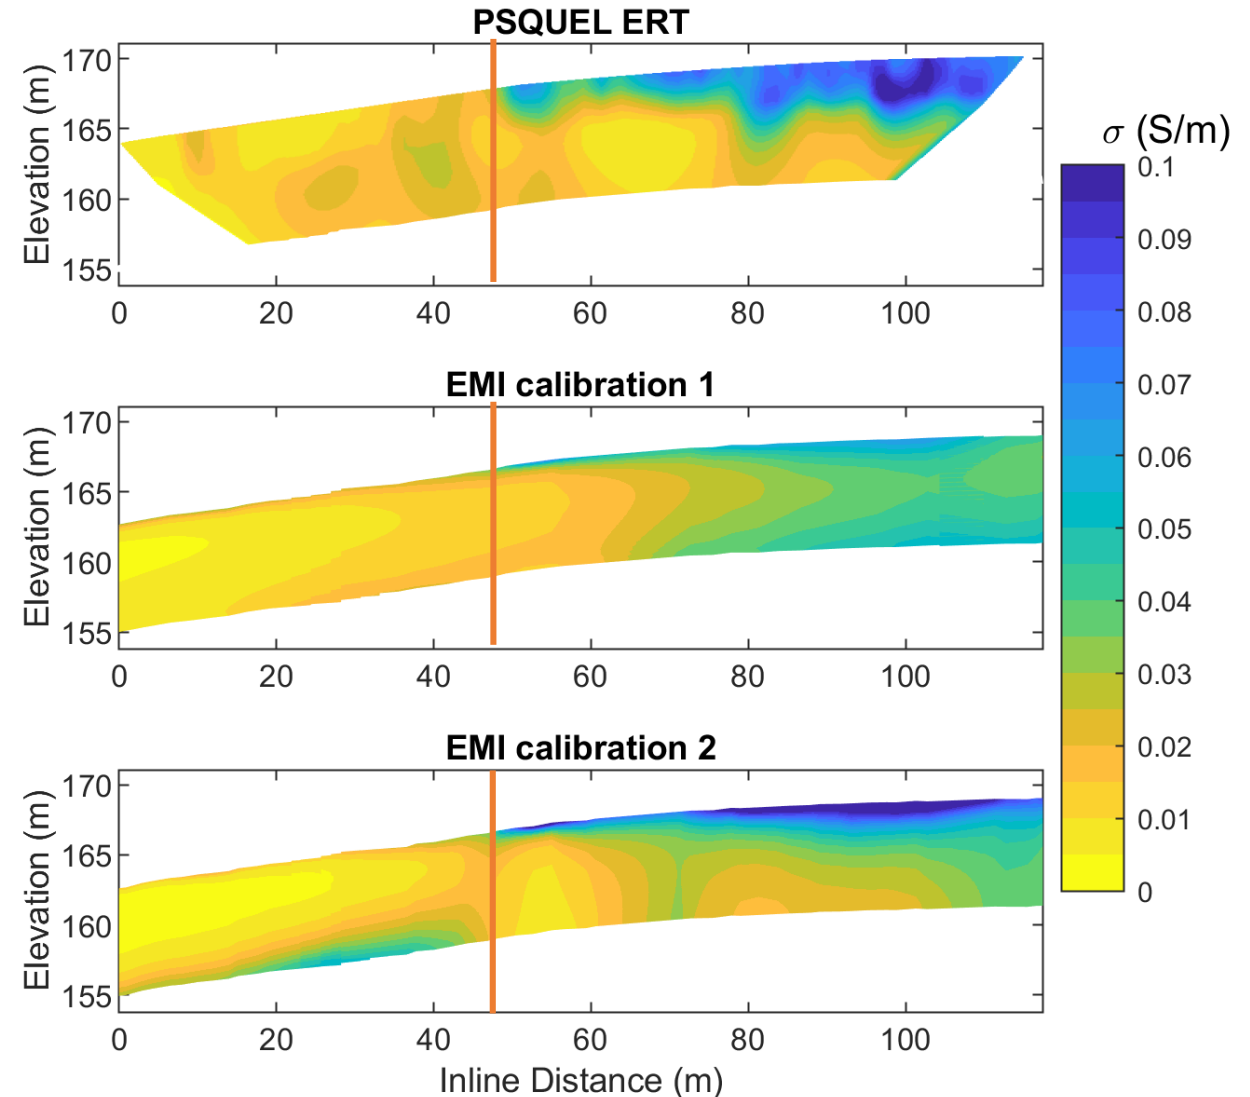 PSQUEL ERT
170
165
160
155
Elevation (m)
0 20 40 60 80 100
EMI calibration 1
170
165
160
155
Elevation (m)
0 20 40 60 80 100
EMI calibration 2
170
165
160
155
Elevation (m)
0 20 40 60 80 100
Inline Distance (m)
σ (S/m)
0.1
0.09
0.08
0.07
0.06
0.05
0.04
0.03
0.02
0.01
0